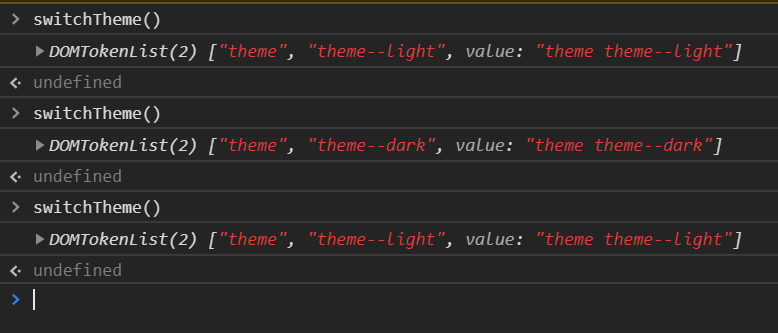 > switchTheme()
▶DOMTokenList(2) ["theme", "theme--light", value: "theme theme--light"]
<· undefined
> switchTheme()
▶DOMTokenList(2) ["theme", "theme--dark", value: "theme theme--dark"]
<· undefined
> switchTheme()
▶DOMTokenList(2) ["theme", "theme--light", value: "theme theme--light"]
<· undefined
>